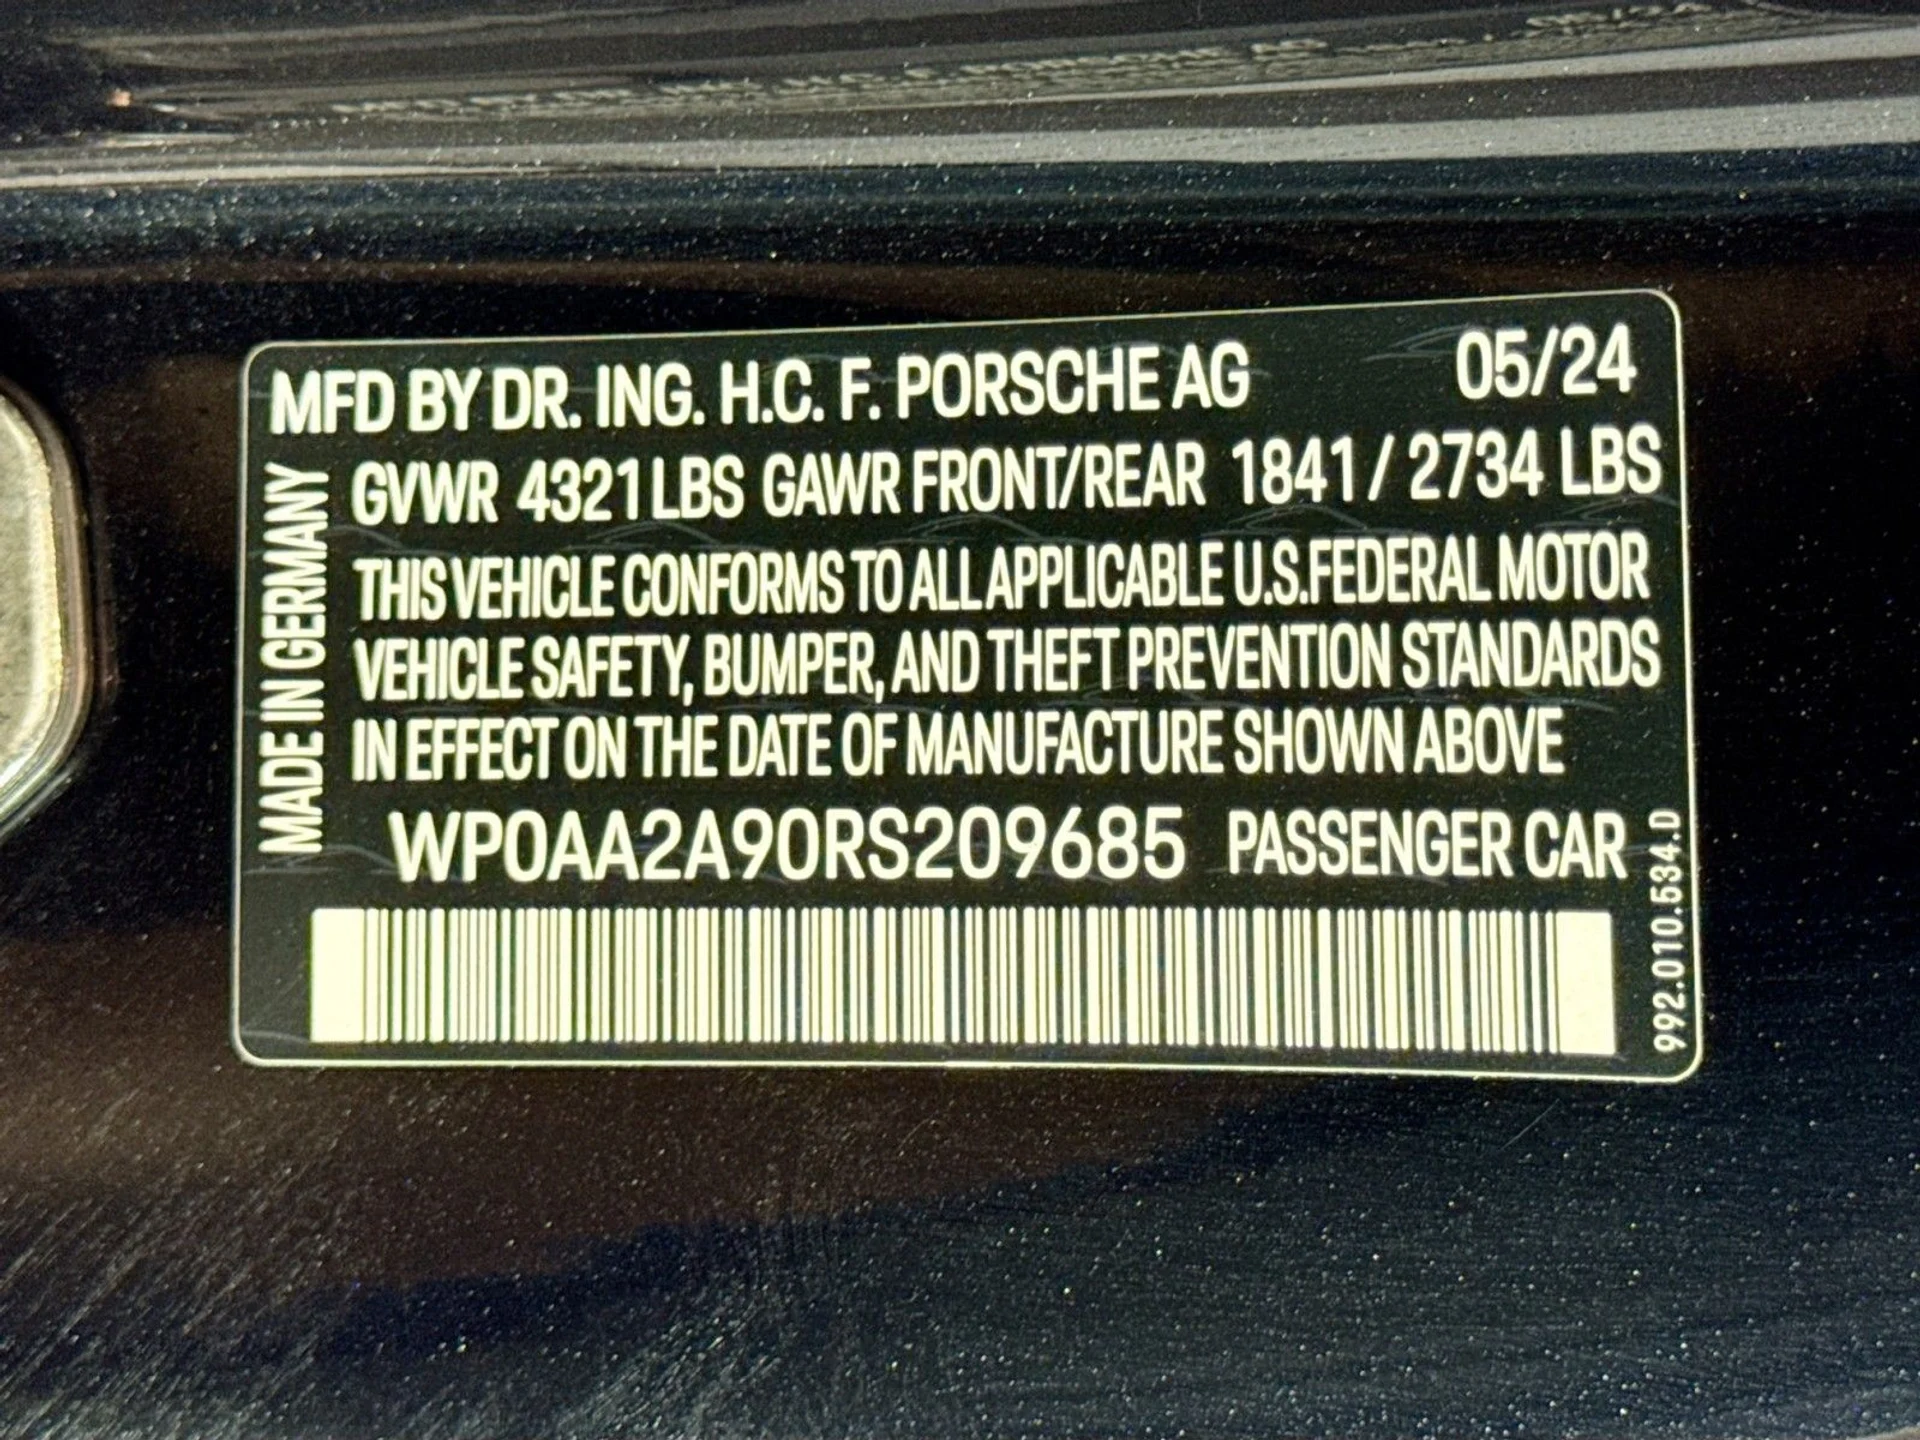 MFD BY DR. ING. H.C. F. PORSCHE AG 05/24
GVWR 4321 LBS GAWR FRONT/REAR 1841 / 2734 LBS
THIS VEHICLE CONFORMS TO ALL APPLICABLE U.S.FEDERAL MOTOR
VEHICLE SAFETY, BUMPER, AND THEFT PREVENTION STANDARDS
IN EFFECT ON THE DATE OF MANUFACTURE SHOWN ABOVE
WP0AA2A90RS209685 PASSENGER CAR
MADE IN GERMANY
992.010.534.D